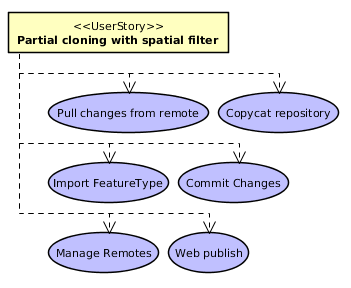 <<UserStory>>
Partial cloning with spatial filter
Pull changes from remote
Copycat repository
Import FeatureType
Commit Changes
Manage Remotes
Web publish